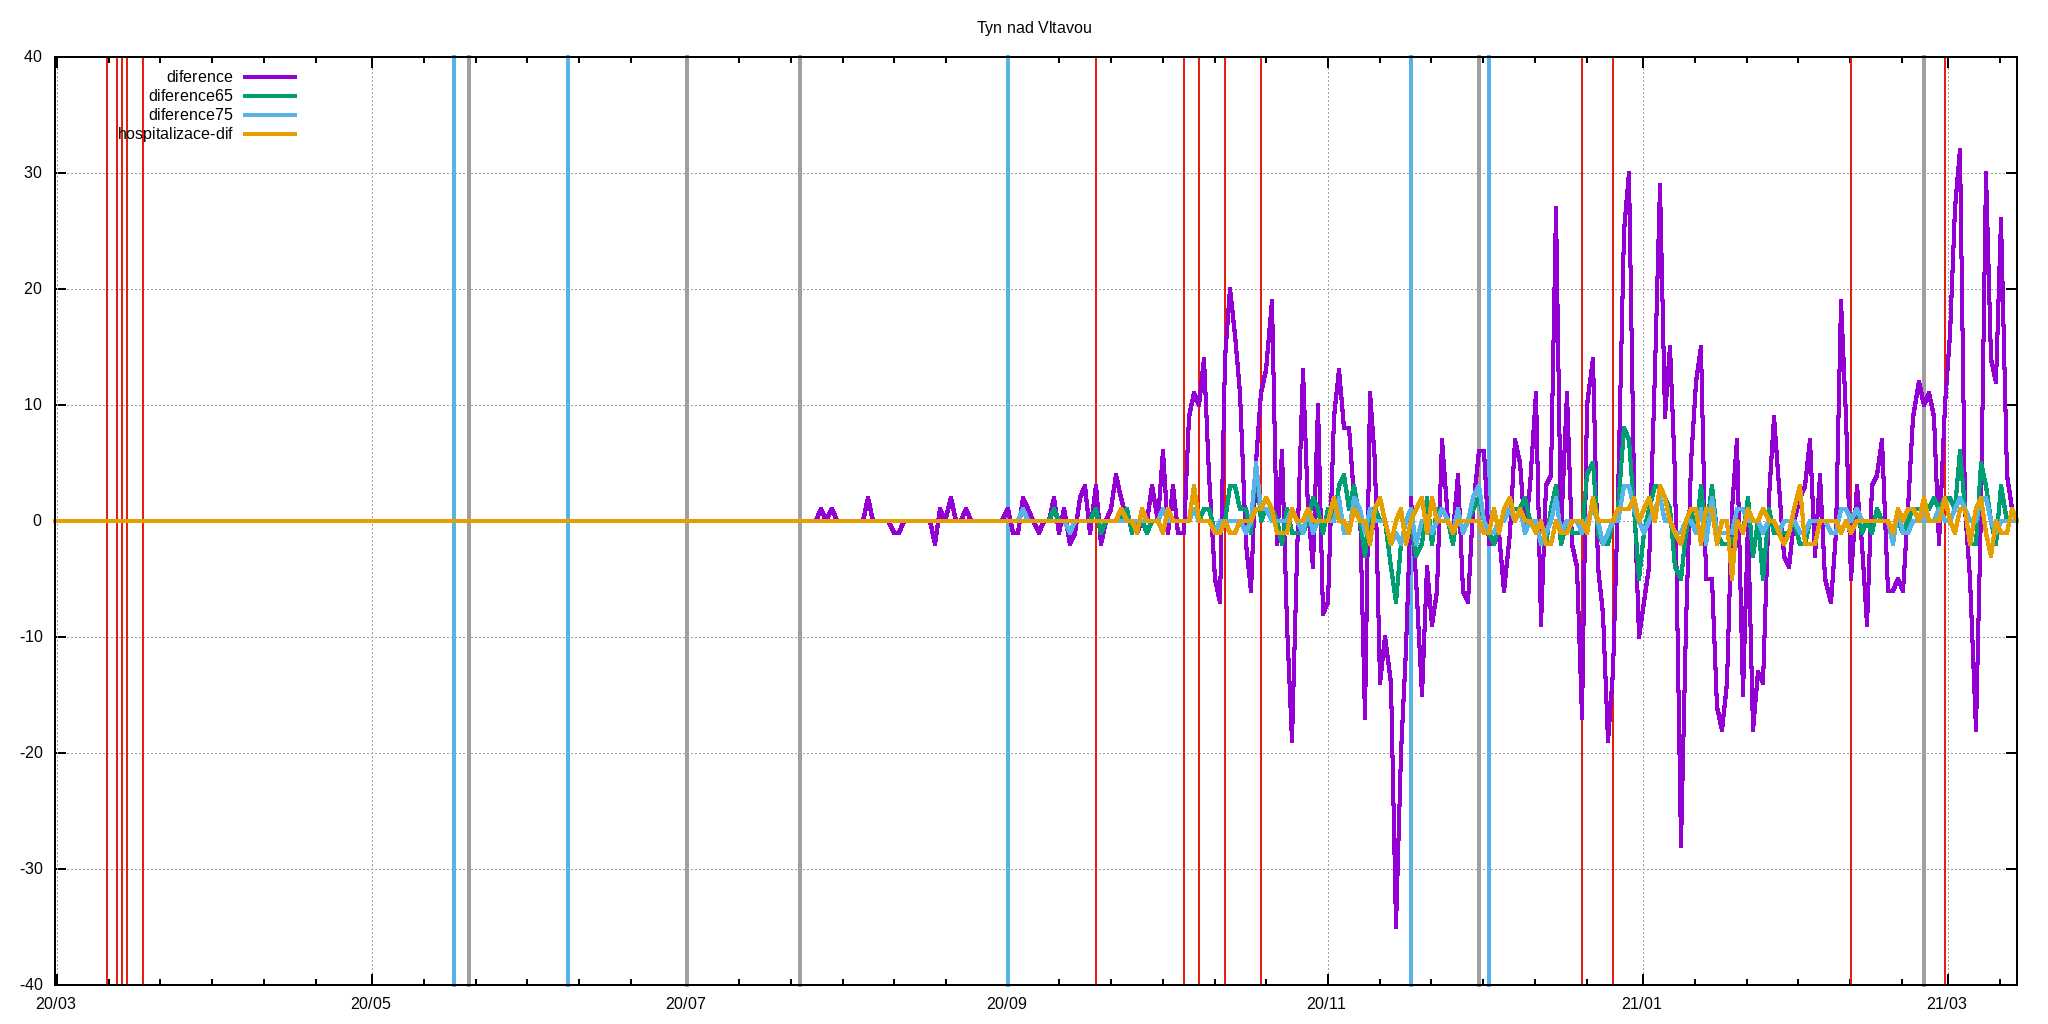 Tyn nad Vltavou
40
30
20
10
0
-10
-20
-30
-40
diference
diference65
diference75
hospitalizace-dif
20/03 20/05 20/07 20/09 20/11 21/01 21/03